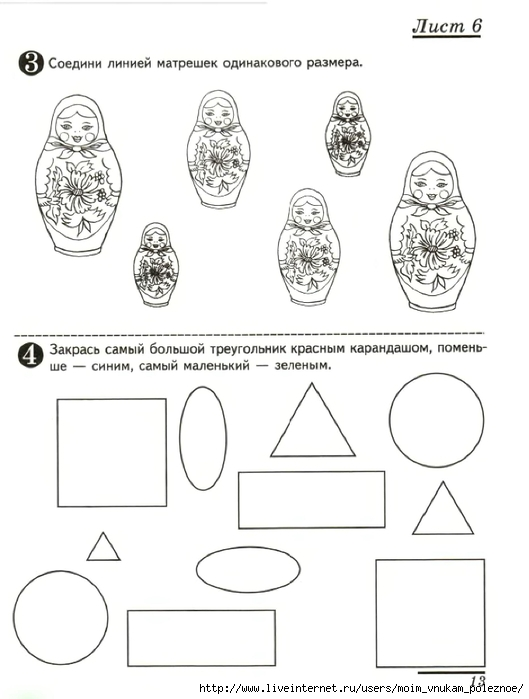 Лист 6
3 Соедини линией матрешек одинакового размера.
4 Закрась самый большой треугольник красным карандашом, помень-
ше — синим, самый маленький — зеленым.
13
http://www.liveinternet.ru/users/moim_vnukam_poleznoe/